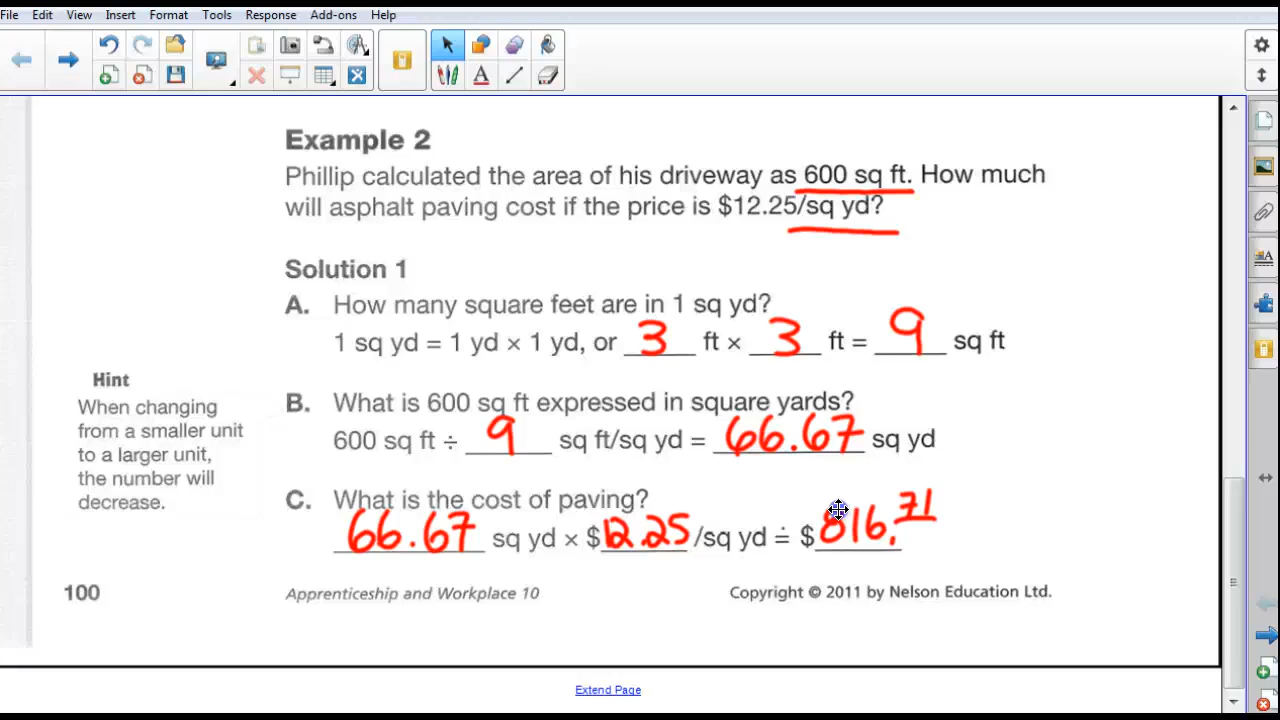 File Edit View Insert Format Tools Response Add-ons Help
Example 2
Phillip calculated the area of his driveway as 600 sq ft. How much
will asphalt paving cost if the price is $12.25/sq yd?
Solution 1
A. How many square feet are in 1 sq yd?
1 sq yd = 1 yd × 1 yd, or 3 ft × 3 ft = 9 sq ft
Hint
When changing
from a smaller unit
to a larger unit,
the number will
decrease.
B. What is 600 sq ft expressed in square yards?
600 sq ft ÷ 9 sq ft/sq yd = 66.67 sq yd
C. What is the cost of paving?
66.67 sq yd × $12.25/sq yd ≐ $816.71
100 Apprenticeship and Workplace 10 Copyright © 2011 by Nelson Education Ltd.
Extend Page